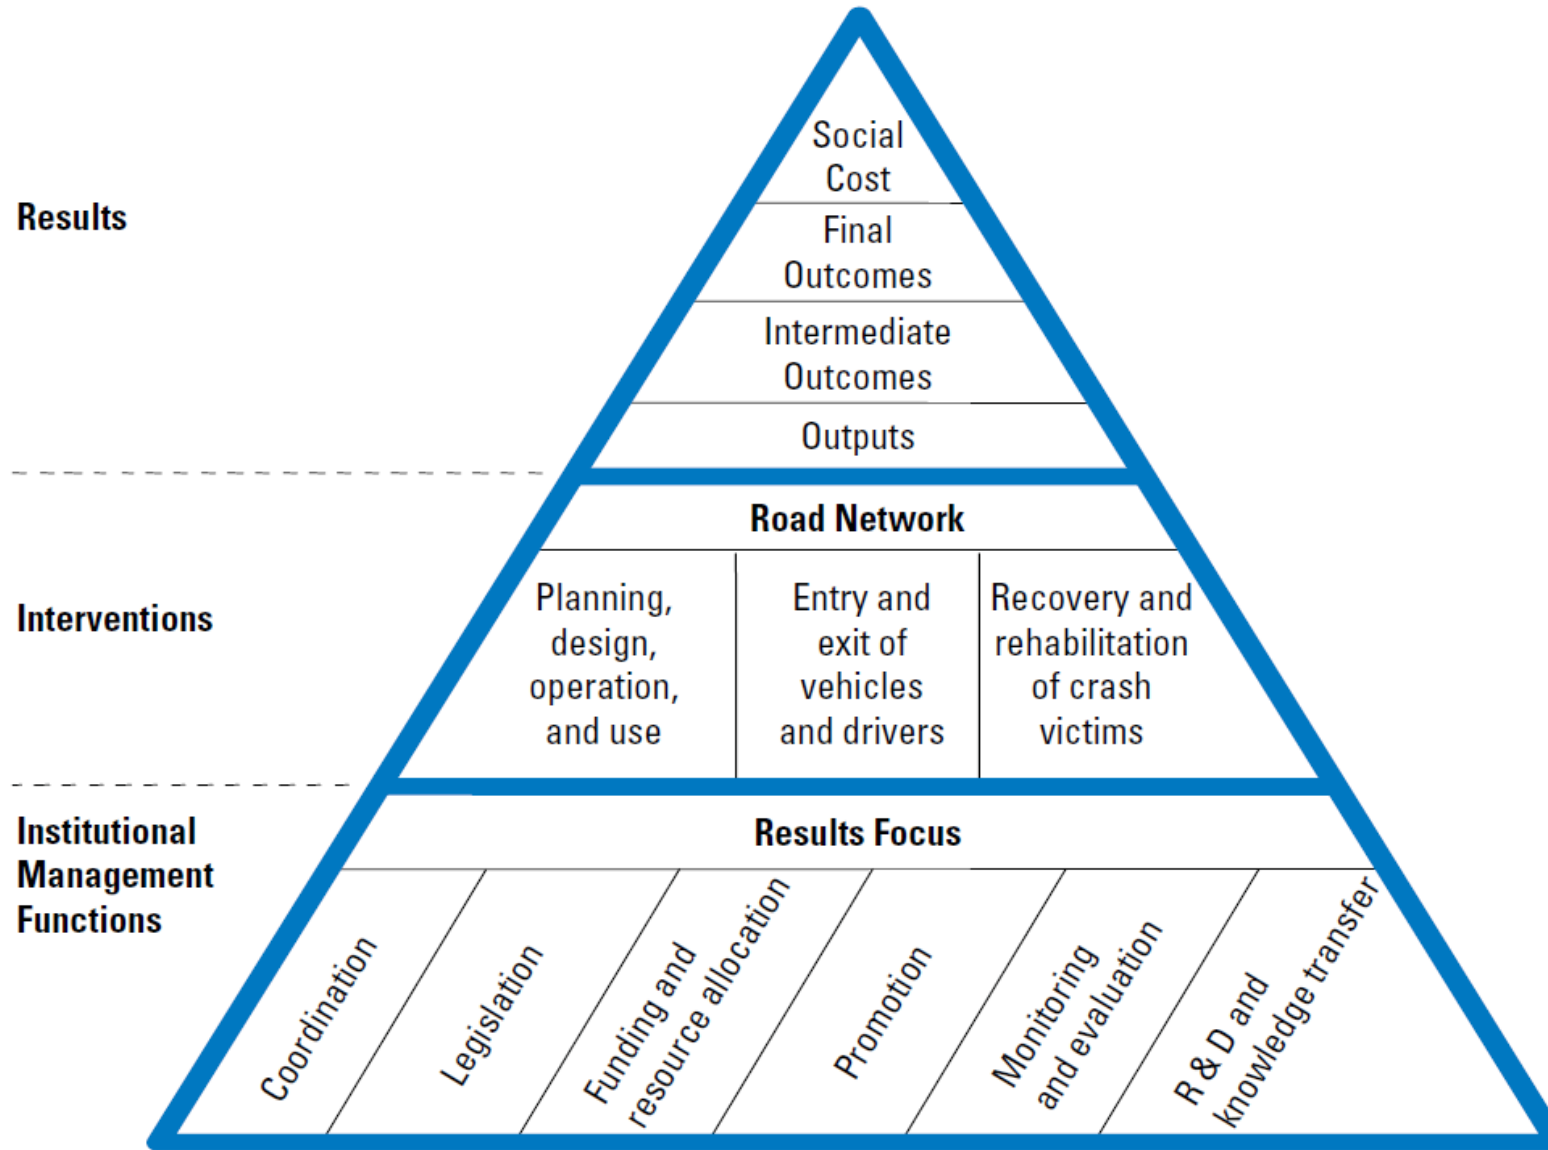 Social
Cost
Results
Final
Outcomes
Intermediate
Outcomes
Outputs
Road Network
Interventions
Planning,
design,
operation,
and use
Entry and
exit of
vehicles
and drivers
Recovery and
rehabilitation
of crash
victims
Institutional
Management
Functions
Results Focus
Coordination
Legislation
Funding and
resource allocation
Promotion
Monitoring
and evaluation
R & D and
knowledge transfer